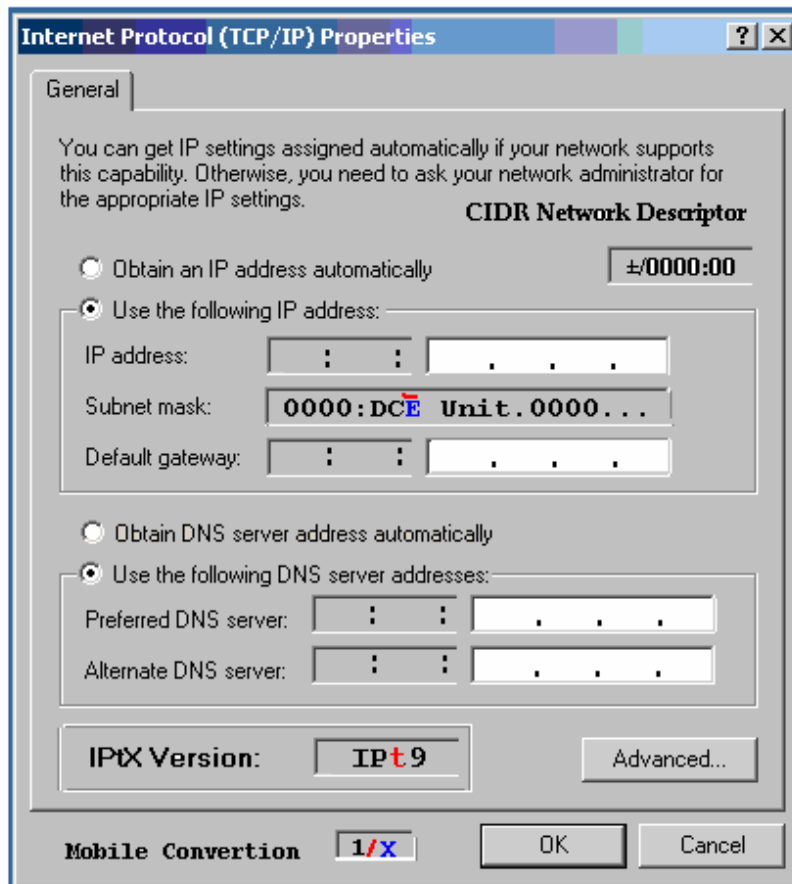 Internet Protocol (TCP/IP) Properties
? X
General
You can get IP settings assigned automatically if your network supports
this capability. Otherwise, you need to ask your network administrator for
the appropriate IP settings.
CIDR Network Descriptor
Obtain an IP address automatically
±/0000:00
Use the following IP address:
IP address: : : . . .
Subnet mask: 0000:DCE Unit.0000...
Default gateway: : : . . .
Obtain DNS server address automatically
Use the following DNS server addresses:
Preferred DNS server: : : . . .
Alternate DNS server: : : . . .
IPtX Version: IPt9
Advanced...
Mobile Convertion 1/X
OK
Cancel